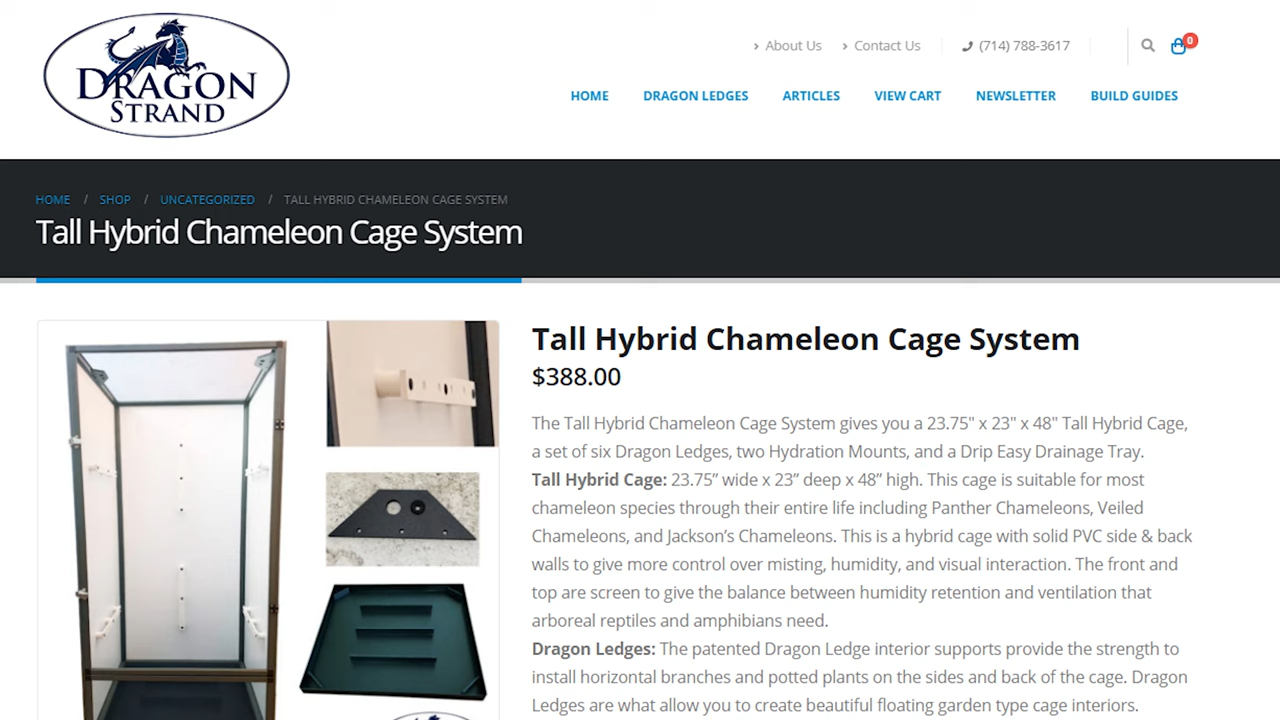 DRAGON
STRAND
About Us
Contact Us
(714) 788-3617
0
HOME
DRAGON LEDGES
ARTICLES
VIEW CART
NEWSLETTER
BUILD GUIDES
HOME / SHOP / UNCATEGORIZED / TALL HYBRID CHAMELEON CAGE SYSTEM
Tall Hybrid Chameleon Cage System
Tall Hybrid Chameleon Cage System
$388.00
The Tall Hybrid Chameleon Cage System gives you a 23.75" x 23" x 48" Tall Hybrid Cage,
a set of six Dragon Ledges, two Hydration Mounts, and a Drip Easy Drainage Tray.
Tall Hybrid Cage: 23.75” wide x 23” deep x 48” high. This cage is suitable for most
chameleon species through their entire life including Panther Chameleons, Veiled
Chameleons, and Jackson’s Chameleons. This is a hybrid cage with solid PVC side & back
walls to give more control over misting, humidity, and visual interaction. The front and
top are screen to give the balance between humidity retention and ventilation that
arboreal reptiles and amphibians need.
Dragon Ledges: The patented Dragon Ledge interior supports provide the strength to
install horizontal branches and potted plants on the sides and back of the cage. Dragon
Ledges are what allow you to create beautiful floating garden type cage interiors.